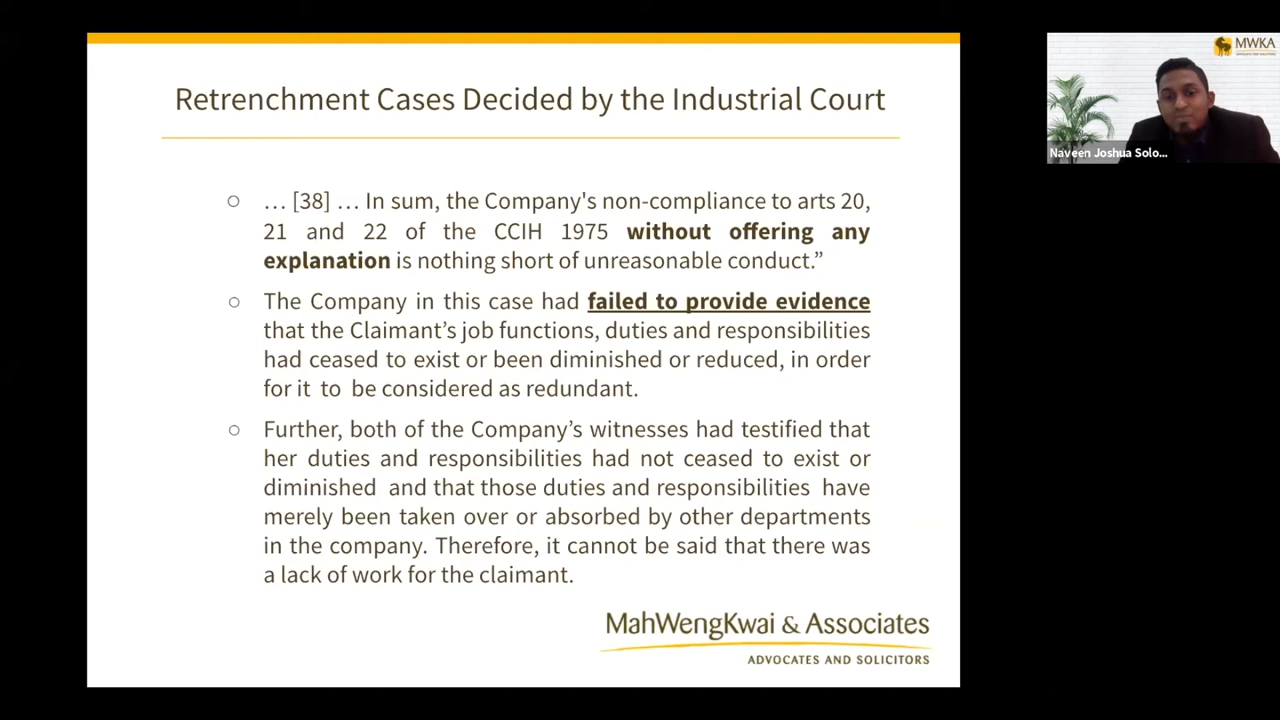 Retrenchment Cases Decided by the Industrial Court
○ … [38] … In sum, the Company's non-compliance to arts 20,
21 and 22 of the CCIH 1975 without offering any
explanation is nothing short of unreasonable conduct.”
○ The Company in this case had failed to provide evidence
that the Claimant’s job functions, duties and responsibilities
had ceased to exist or been diminished or reduced, in order
for it to be considered as redundant.
○ Further, both of the Company’s witnesses had testified that
her duties and responsibilities had not ceased to exist or
diminished and that those duties and responsibilities have
merely been taken over or absorbed by other departments
in the company. Therefore, it cannot be said that there was
a lack of work for the claimant.
MahWengKwai & Associates
ADVOCATES AND SOLICITORS
MWKA
Naveen Joshua Solo...